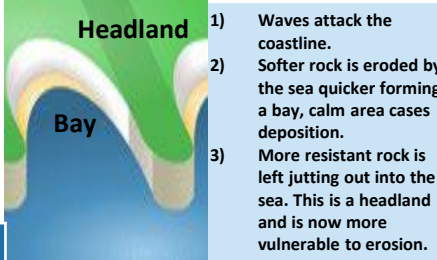 Headland
Bay
1) Waves attack the
coastline.
2) Softer rock is eroded by
the sea quicker forming
a bay, calm area cases
deposition.
3) More resistant rock is
left jutting out into the
sea. This is a headland
and is now more
vulnerable to erosion.